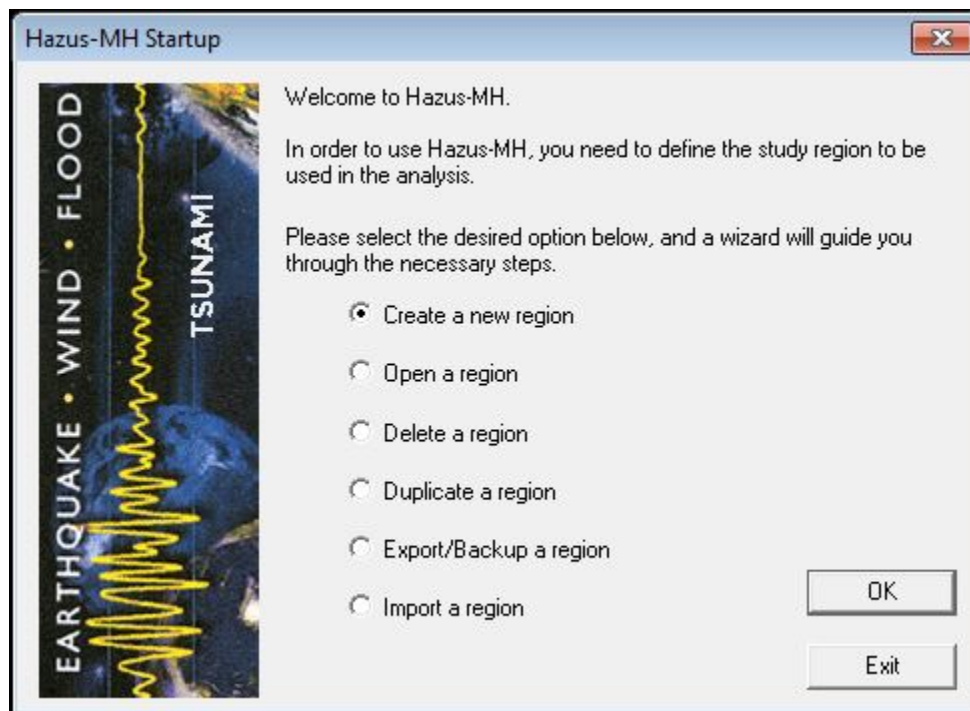 Hazus-MH Startup
EARTHQUAKE • WIND • FLOOD
TSUNAMI
Welcome to Hazus-MH.
In order to use Hazus-MH, you need to define the study region to be
used in the analysis.
Please select the desired option below, and a wizard will guide you
through the necessary steps.
Create a new region
Open a region
Delete a region
Duplicate a region
Export/Backup a region
Import a region
OK
Exit